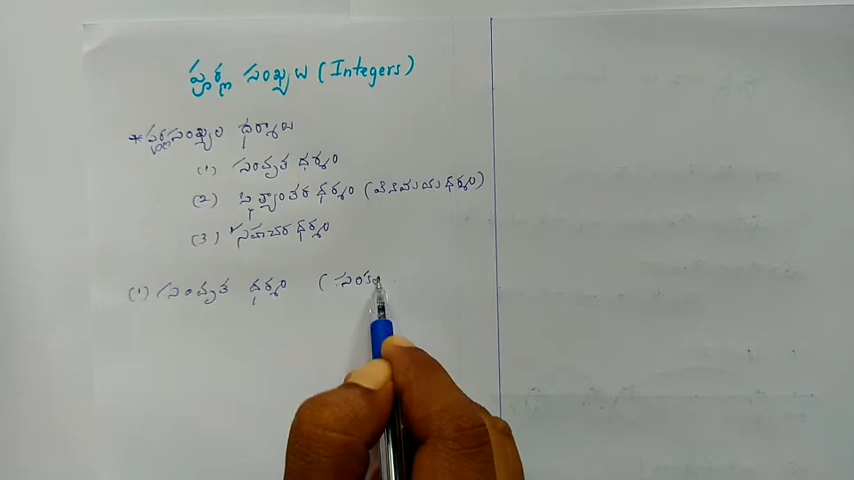 పూర్ణ సంఖ్యలు (Integers)
* పూర్ణసంఖ్యల ధర్మాలు
(1) సంవృత ధర్మం
(2) స్థిత్యంతర ధర్మం (వినిమయ ధర్మం)
(3) సహచర ధర్మం
(1) సంవృత ధర్మం ( సంక